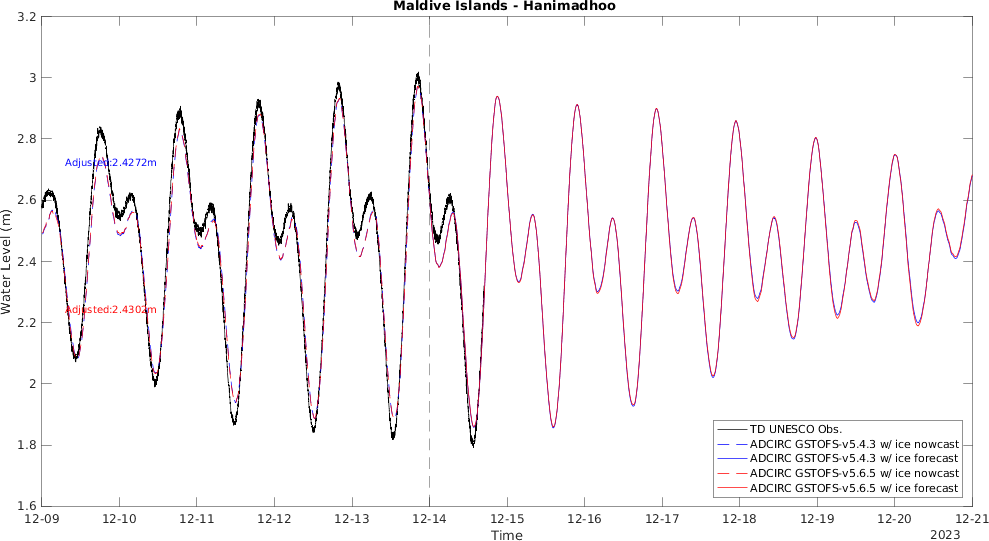 Maldive Islands - Hanimadhoo
3.2
3
2.8
2.6
2.4
2.2
2
1.8
1.6
Water Level (m)
Adjusted:2.4272m
Adjusted:2.4302m
TD UNESCO Obs.
ADCIRC GSTOFS-v5.4.3 w/ ice nowcast
ADCIRC GSTOFS-v5.4.3 w/ ice forecast
ADCIRC GSTOFS-v5.6.5 w/ ice nowcast
ADCIRC GSTOFS-v5.6.5 w/ ice forecast
12-09 12-10 12-11 12-12 12-13 12-14 12-15 12-16 12-17 12-18 12-19 12-20 12-21
Time
2023